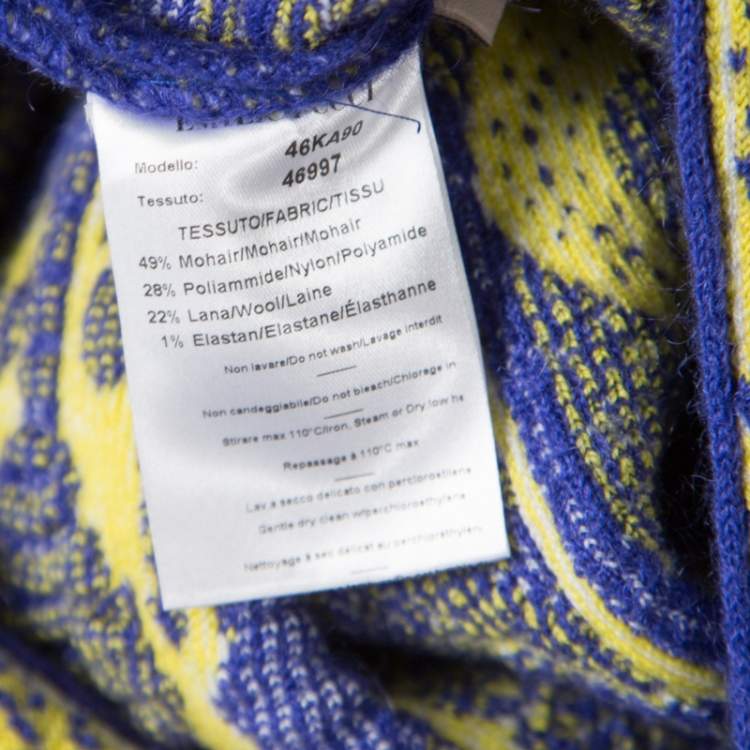 Modello: 46KA90
Tessuto: 46997
TESSUTO/FABRIC/TISSU
49% Mohair/Mohair/Mohair
28% Poliammide/Nylon/Polyamide
22% Lana/Wool/Laine
1% Elastan/Elastane/Élasthanne
Non lavare/Do not wash/Lavage interdit
Non candeggiabile/Do not bleach/Chlorage in
Stirare max 110°C/Iron, Steam or Dry low he
Repassage à 110°C max
Lav.a secco delicato con percloroetilene
Gentle dry clean w/perchloroethylene
Nettoyage à sec délicat au perchlorethylen